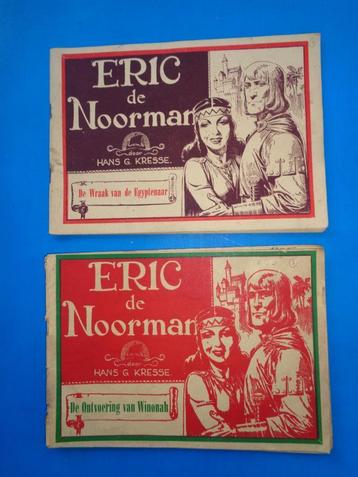 ERIC
de
Noorman
door
HANS G. KRESSE.
De Wraak van de Egyptenaar
ERIC
de
Noorman
door
HANS G. KRESSE.
De Ontvoering van Winonah